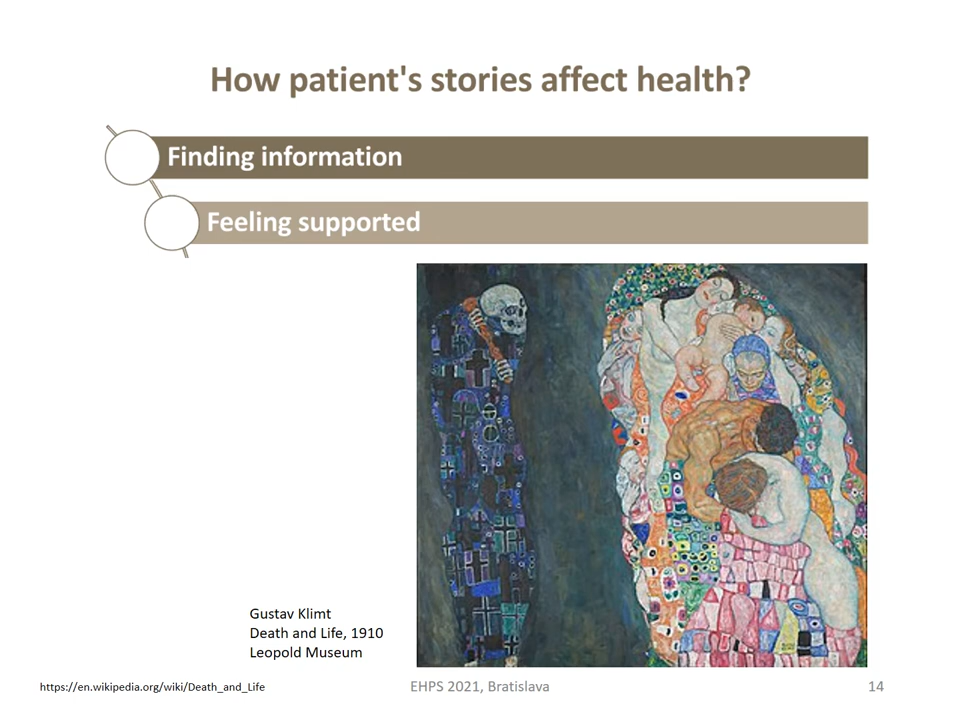 How patient's stories affect health?
Finding information
Feeling supported
Gustav Klimt
Death and Life, 1910
Leopold Museum
https://en.wikipedia.org/wiki/Death_and_Life
EHPS 2021, Bratislava
14